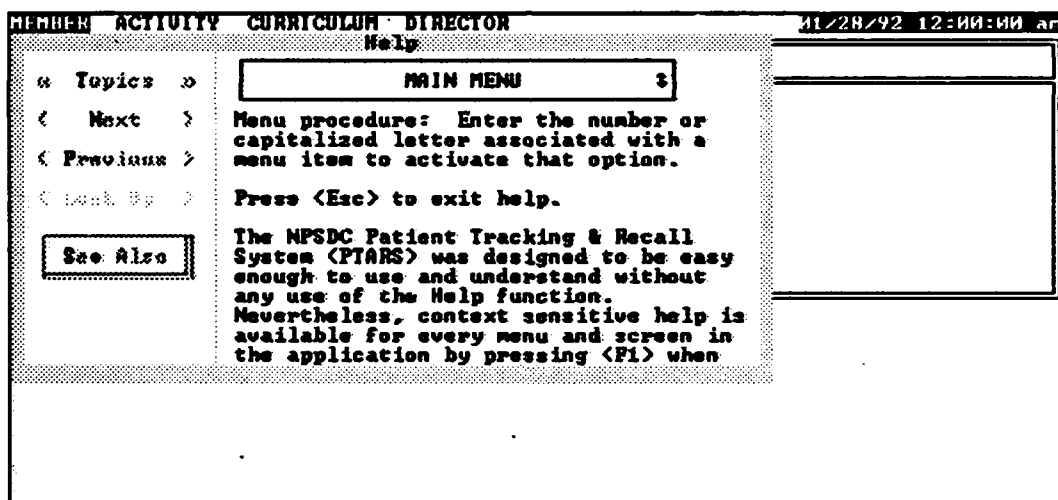 MEMBER ACTIVITY CURRICULUM DIRECTOR 01/28/92 12:00:00 am
Help
« Topics »
< Next >
< Previous >
< Look Up >
See Also
MAIN MENU
Menu procedure: Enter the number or
capitalized letter associated with a
menu item to activate that option.
Press <Esc> to exit help.
The NPSDC Patient Tracking & Recall
System (PTARS) was designed to be easy
enough to use and understand without
any use of the Help function.
Nevertheless, context sensitive help is
available for every menu and screen in
the application by pressing <F1> when